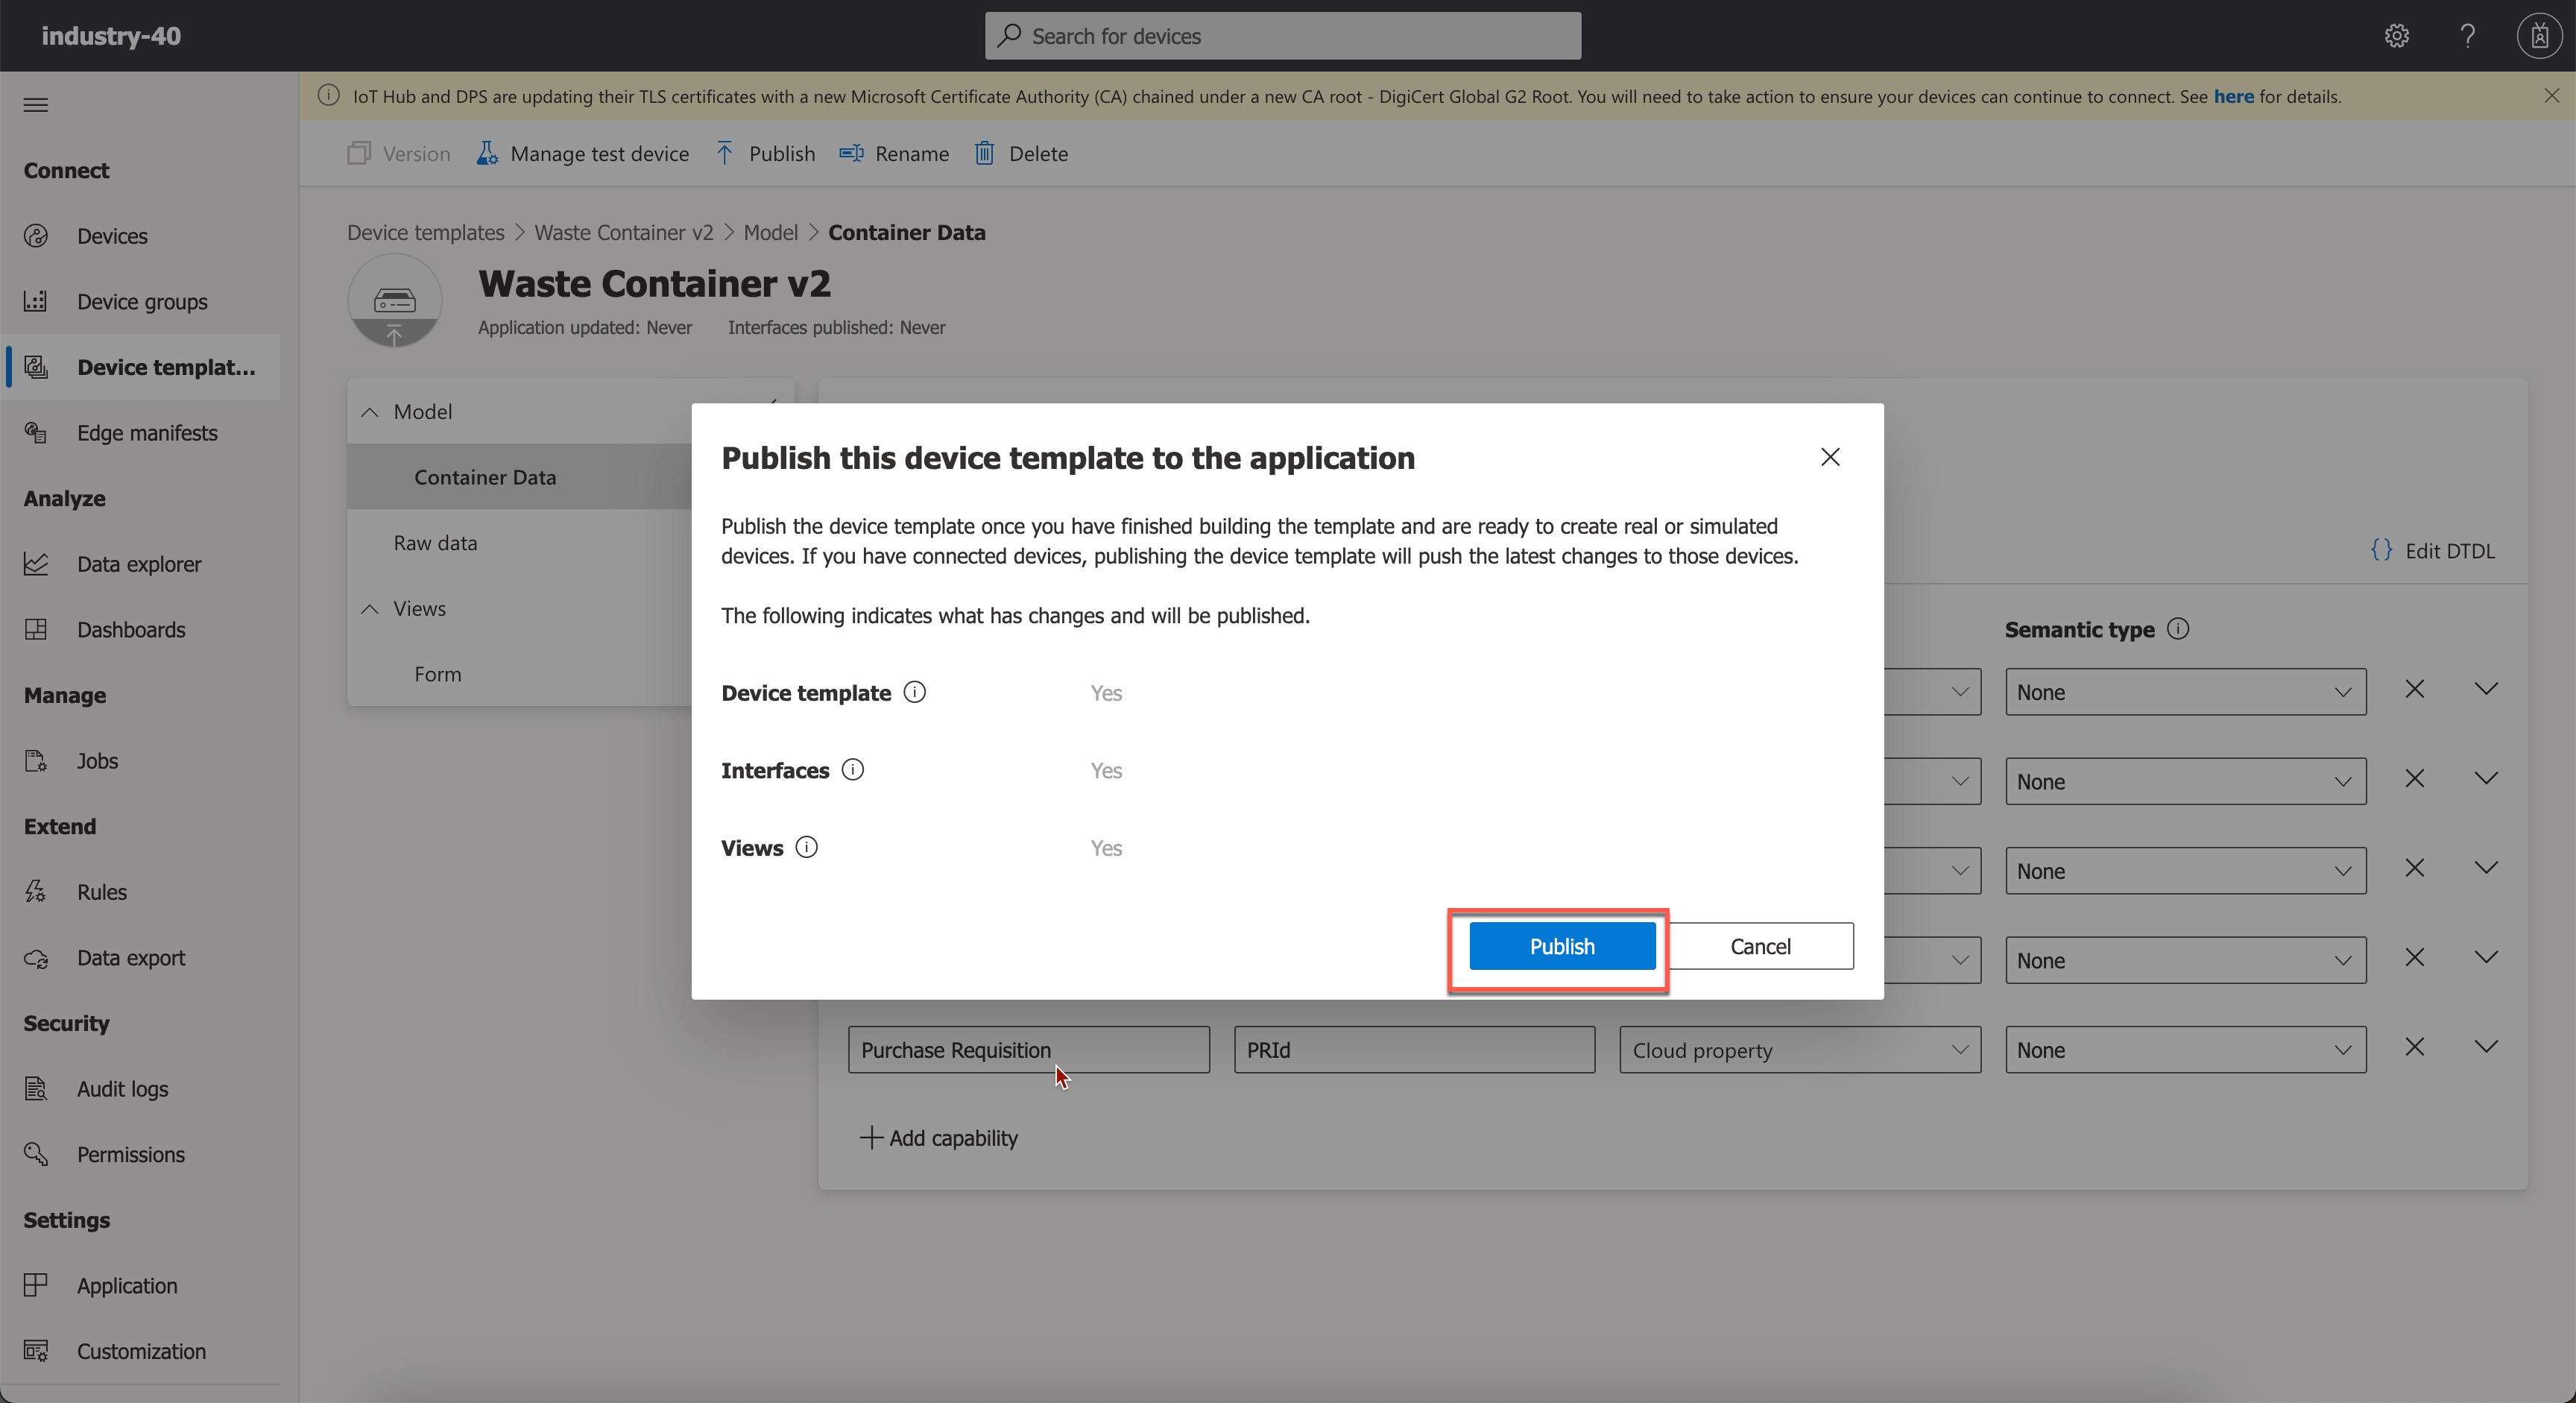 industry-40
Search for devices
IoT Hub and DPS are updating their TLS certificates with a new Microsoft Certificate Authority (CA) chained under a new CA root - DigiCert Global G2 Root. You will need to take action to ensure your devices can continue to connect. See here for details.
Version
Manage test device
Publish
Rename
Delete
Connect
Devices
Device groups
Device templat...
Edge manifests
Analyze
Data explorer
Dashboards
Manage
Jobs
Extend
Rules
Data export
Security
Audit logs
Permissions
Settings
Application
Customization
Device templates > Waste Container v2 > Model > Container Data
Waste Container v2
Application updated: Never Interfaces published: Never
Model
Container Data
Raw data
Views
Form
Publish this device template to the application
Publish the device template once you have finished building the template and are ready to create real or simulated
devices. If you have connected devices, publishing the device template will push the latest changes to those devices.
The following indicates what has changes and will be published.
Device template Yes
Interfaces Yes
Views Yes
Publish
Cancel
Edit DTDL
Semantic type
None
None
None
None
Purchase Requisition
PRId
Cloud property
None
Add capability